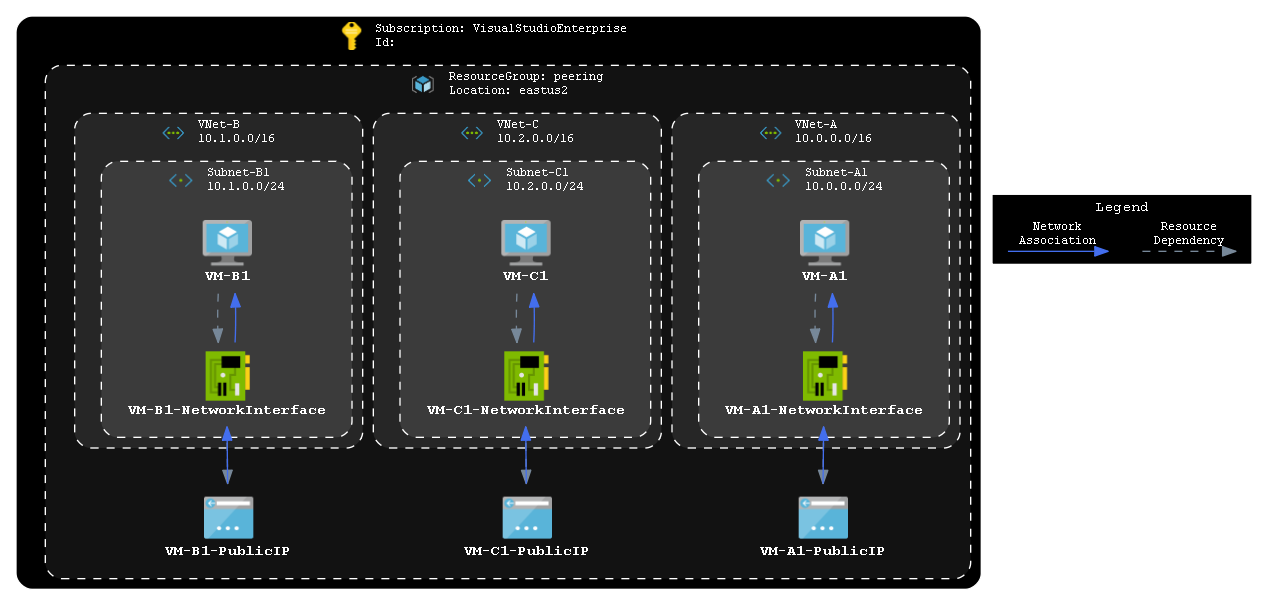 Subscription: VisualStudioEnterprise
Id:
ResourceGroup: peering
Location: eastus2
VNet-B
10.1.0.0/16
Subnet-B1
10.1.0.0/24
VM-B1
VM-B1-NetworkInterface
VM-B1-PublicIP
VNet-C
10.2.0.0/16
Subnet-C1
10.2.0.0/24
VM-C1
VM-C1-NetworkInterface
VM-C1-PublicIP
VNet-A
10.0.0.0/16
Subnet-A1
10.0.0.0/24
VM-A1
VM-A1-NetworkInterface
VM-A1-PublicIP
Legend
Network
Association
Resource
Dependency